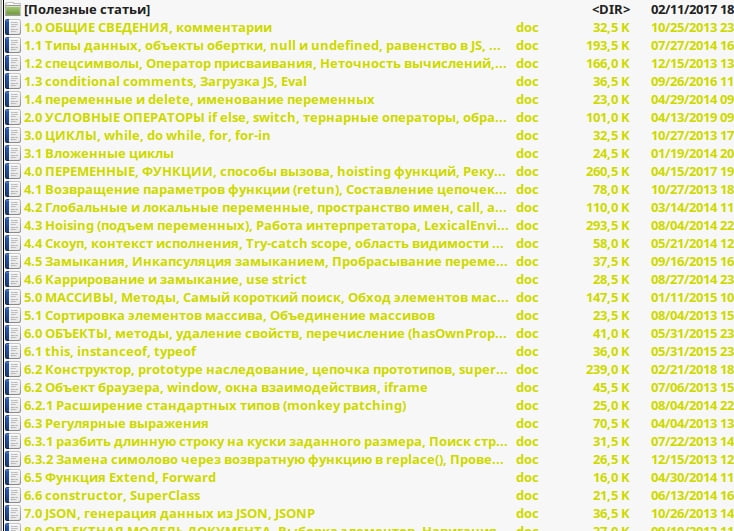 [Полезные статьи] <DIR> 02/11/2017 18
1.0 ОБЩИЕ СВЕДЕНИЯ, комментарии doc 32,5 K 10/25/2013 23
1.1 Типы данных, объекты обертки, null и undefined, равенство в JS, ... doc 193,5 K 07/27/2014 16
1.2 спецсимволы, Оператор присваивания, Неточность вычислений,... doc 166,0 K 12/15/2013 13
1.3 conditional comments, Загрузка JS, Eval doc 36,5 K 09/26/2016 11
1.4 переменные и delete, именование переменных doc 23,0 K 04/29/2014 09
2.0 УСЛОВНЫЕ ОПЕРАТОРЫ if else, switch, тернарные операторы, обра... doc 101,0 K 04/13/2019 09
3.0 ЦИКЛЫ, while, do while, for, for-in doc 32,5 K 10/27/2013 17
3.1 Вложенные циклы doc 24,5 K 01/19/2014 20
4.0 ПЕРЕМЕННЫЕ, ФУНКЦИИ, способы вызова, hoisting функций, Реку... doc 260,5 K 04/15/2017 19
4.1 Возвращение параметров функции (retun), Составление цепочек... doc 78,0 K 10/27/2013 18
4.2 Глобальные и локальные переменные, пространство имен, call, a... doc 110,0 K 03/14/2014 11
4.3 Hoising (подъем переменных), Работа интерпретатора, LexicalEnvi... doc 293,5 K 08/04/2014 22
4.4 Скоуп, контекст исполнения, Try-catch scope, область видимости ... doc 58,0 K 05/21/2014 12
4.5 Замыкания, Инкапсуляция замыканием, Пробрасывание переме... doc 37,5 K 09/16/2015 16
4.6 Каррирование и замыкание, use strict doc 28,5 K 08/27/2014 23
5.0 МАССИВЫ, Методы, Самый короткий поиск, Обход элементов мас... doc 147,5 K 01/11/2015 10
5.1 Сортировка элементов массива, Объединение массивов doc 23,5 K 08/04/2013 15
6.0 ОБЪЕКТЫ, методы, удаление свойств, перечисление (hasOwnProp... doc 41,0 K 05/31/2015 23
6.1 this, instanceof, typeof doc 36,0 K 05/31/2015 23
6.2 Конструктор, prototype наследование, цепочка прототипов, super... doc 239,0 K 02/21/2018 18
6.2 Объект браузера, window, окна взаимодействия, iframe doc 45,5 K 07/06/2013 15
6.2.1 Расширение стандартных типов (monkey patching) doc 25,0 K 08/04/2014 22
6.3 Регулярные выражения doc 70,5 K 04/04/2013 13
6.3.1 разбить длинную строку на куски заданного размера, Поиск стр... doc 31,5 K 07/22/2013 14
6.3.2 Замена симолово через возвратную функцию в replace(), Прове... doc 26,5 K 12/15/2013 12
6.5 Функция Extend, Forward doc 16,0 K 04/30/2014 11
6.6 constructor, SuperClass doc 21,5 K 06/13/2014 16
7.0 JSON, генерация данных из JSON, JSONP doc 36,5 K 10/26/2013 14